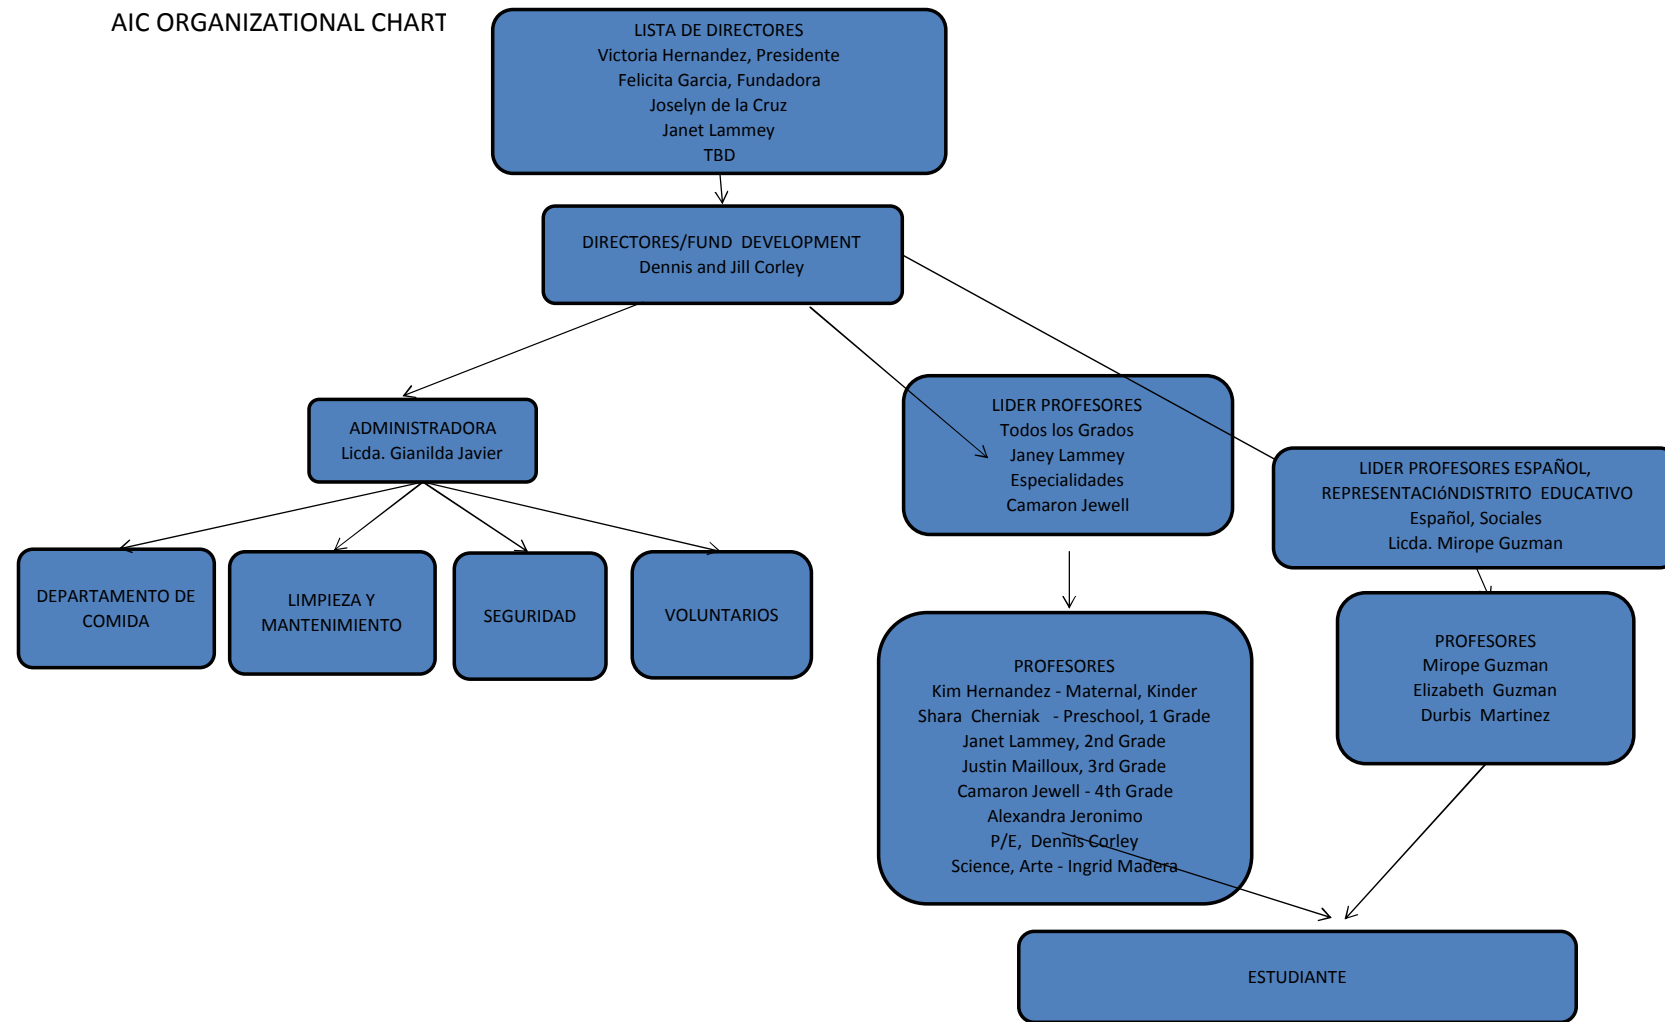 AIC ORGANIZATIONAL CHART
LISTA DE DIRECTORES
Victoria Hernandez, Presidente
Felicita Garcia, Fundadora
Joselyn de la Cruz
Janet Lammey
TBD
DIRECTORES/FUND DEVELOPMENT
Dennis and Jill Corley
ADMINISTRADORA
Licda. Gianilda Javier
LIDER PROFESORES
Todos los Grados
Janey Lammey
Especialidades
Camaron Jewell
LIDER PROFESORES ESPAÑOL,
REPRESENTACIóNDISTRITO EDUCATIVO
Español, Sociales
Licda. Mirope Guzman
DEPARTAMENTO DE
COMIDA
LIMPIEZA Y
MANTENIMIENTO
SEGURIDAD
VOLUNTARIOS
PROFESORES
Kim Hernandez - Maternal, Kinder
Shara Cherniak - Preschool, 1 Grade
Janet Lammey, 2nd Grade
Justin Mailloux, 3rd Grade
Camaron Jewell - 4th Grade
Alexandra Jeronimo
P/E, Dennis Corley
Science, Arte - Ingrid Madera
PROFESORES
Mirope Guzman
Elizabeth Guzman
Durbis Martinez
ESTUDIANTE